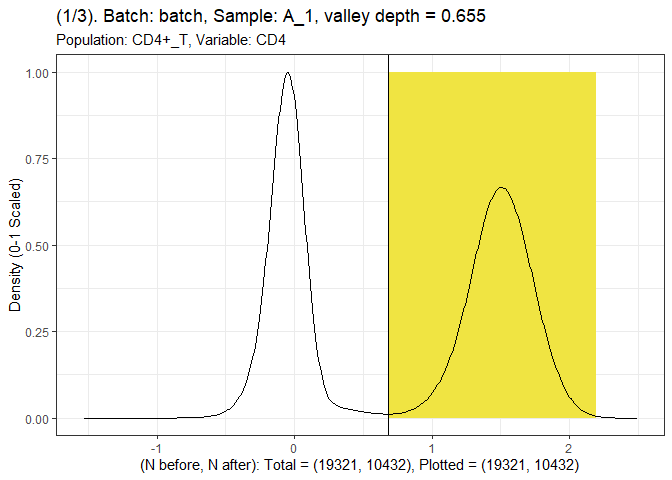 (1/3). Batch: batch, Sample: A_1, valley depth = 0.655
Population: CD4+_T, Variable: CD4
1.00
0.75
0.50
0.25
0.00
Density (0-1 Scaled)
-1
0
1
2
(N before, N after): Total = (19321, 10432), Plotted = (19321, 10432)